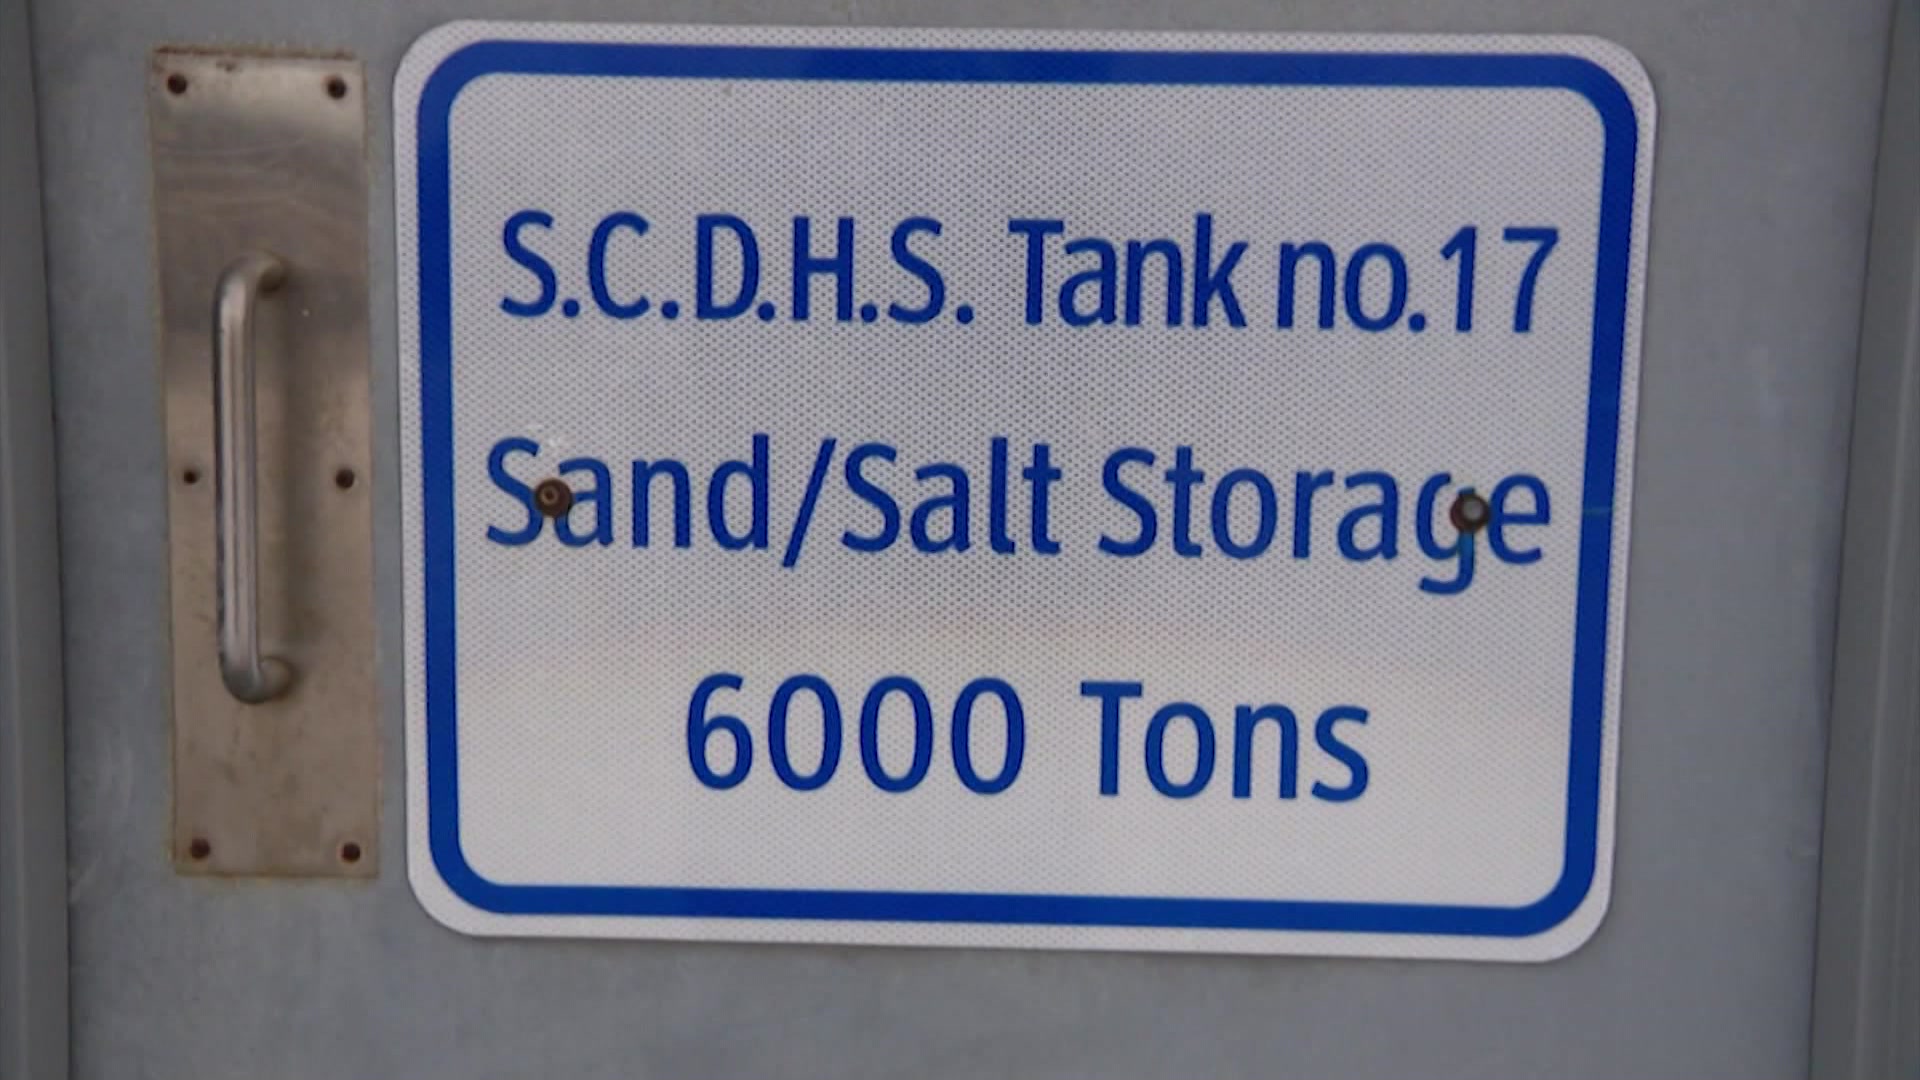 S.C.D.H.S. Tank no.17
Sand/Salt Storage
6000 Tons